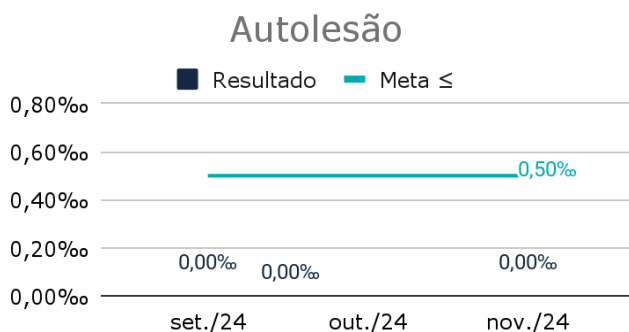 Autolesão
Resultado Meta ≤
0,80‰
0,60‰
0,50‰
0,40‰
0,20‰
0,00‰ 0,00‰ 0,00‰
0,00‰
set./24 out./24 nov./24